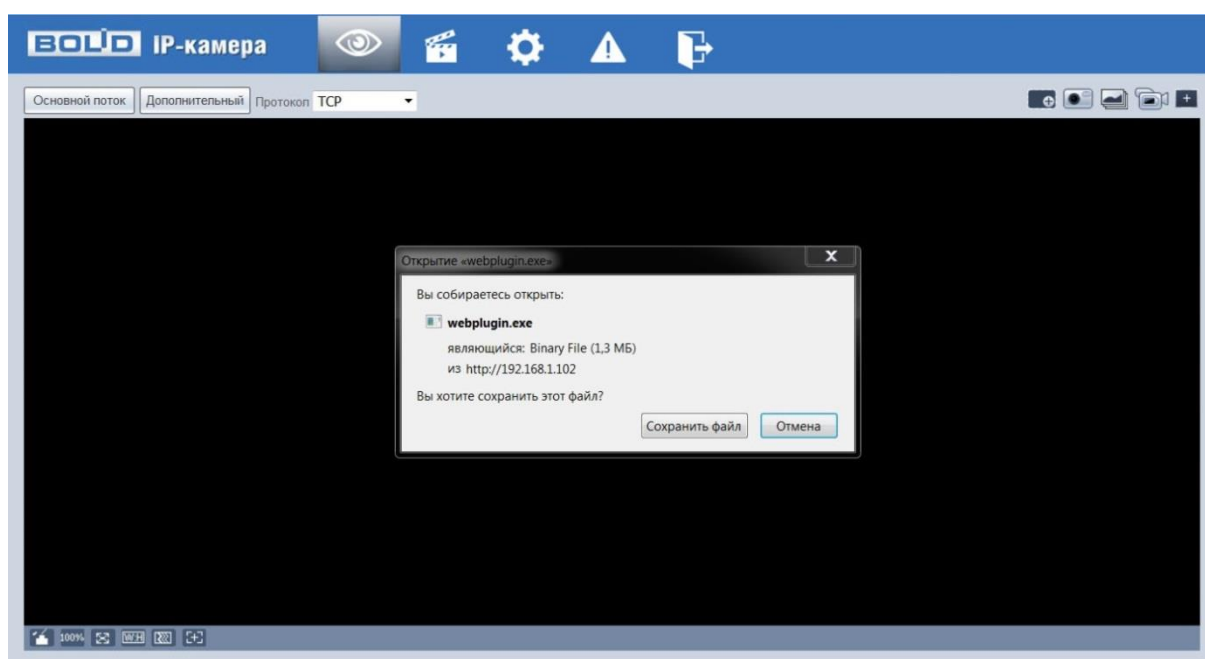 BOLID IP-камера
Основной поток Дополнительный Протокол TCP
Открытие «webplugin.exe»
X
Вы собираетесь открыть:
webplugin.exe
являющийся: Binary File (1,3 МБ)
из http://192.168.1.102
Вы хотите сохранить этот файл?
Сохранить файл Отмена
100% W:H